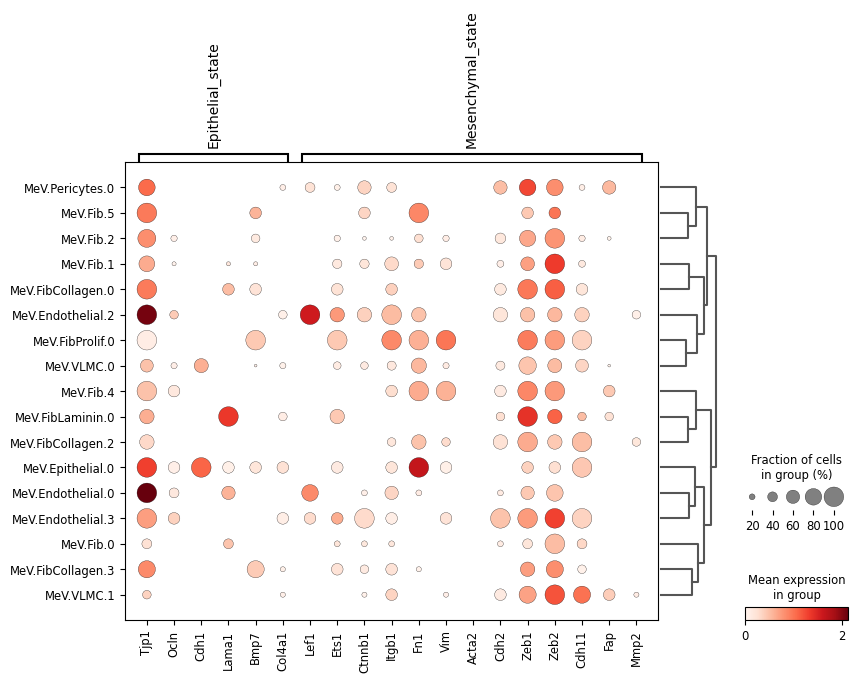 Epithelial_state
Mesenchymal_state
MeV.Pericytes.0
MeV.Fib.5
MeV.Fib.2
MeV.Fib.1
MeV.FibCollagen.0
MeV.Endothelial.2
MeV.FibProlif.0
MeV.VLMC.0
MeV.Fib.4
MeV.FibLaminin.0
MeV.FibCollagen.2
MeV.Epithelial.0
MeV.Endothelial.0
MeV.Endothelial.3
MeV.Fib.0
MeV.FibCollagen.3
MeV.VLMC.1
Tjp1
Ocln
Cdh1
Lama1
Bmp7
Col4a1
Lef1
Ets1
Ctnnb1
Itgb1
Fn1
Vim
Acta2
Cdh2
Zeb1
Zeb2
Cdh11
Fap
Mmp2
Fraction of cells
in group (%)
20 40 60 80 100
Mean expression
in group
0 2